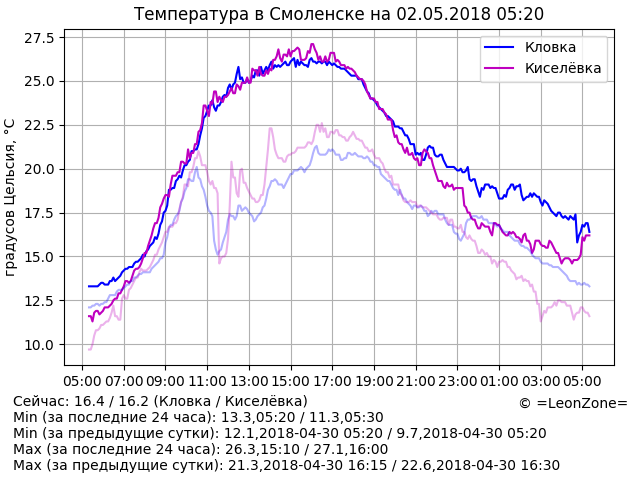 Температура в Смоленске на 02.05.2018 05:20
градусов Цельсия, °C
27.5
25.0
22.5
20.0
17.5
15.0
12.5
10.0
Кловка
Киселёвка
05:00 07:00 09:00 11:00 13:00 15:00 17:00 19:00 21:00 23:00 01:00 03:00 05:00
Сейчас: 16.4 / 16.2 (Кловка / Киселёвка)
© =LeonZone=
Min (за последние 24 часа): 13.3,05:20 / 11.3,05:30
Min (за предыдущие сутки): 12.1,2018-04-30 05:20 / 9.7,2018-04-30 05:20
Max (за последние 24 часа): 26.3,15:10 / 27.1,16:00
Max (за предыдущие сутки): 21.3,2018-04-30 16:15 / 22.6,2018-04-30 16:30